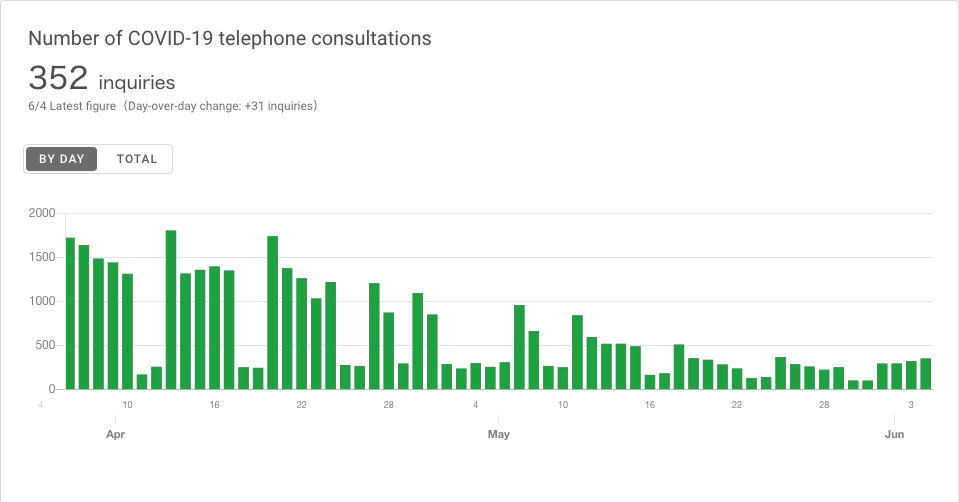 Number of COVID-19 telephone consultations
352 inquiries
6/4 Latest figure（Day-over-day change: +31 inquiries）
BY DAY TOTAL
2000
1500
1000
500
0
4 10 16 22 28 4 10 16 22 28 3
Apr May Jun